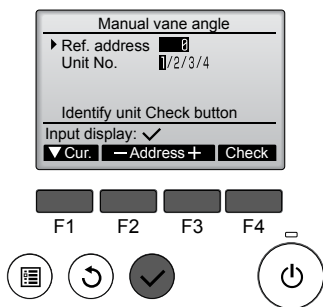 Manual vane angle
Ref. address 0
Unit No. 1/2/3/4
Identify unit Check button
Input display: ✓
▼ Cur. − Address + Check
F1 F2 F3 F4